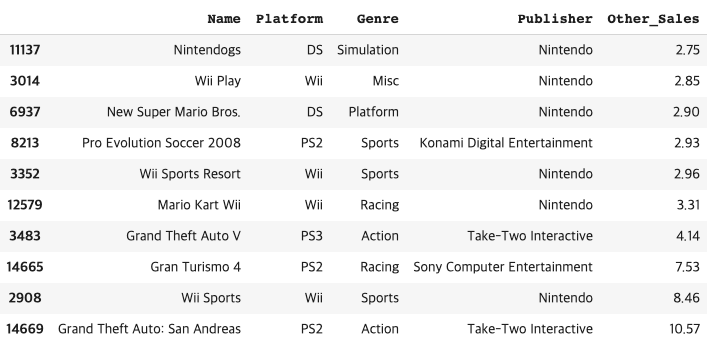 Name Platform Genre Publisher Other_Sales
11137 Nintendogs DS Simulation Nintendo 2.75
3014 Wii Play Wii Misc Nintendo 2.85
6937 New Super Mario Bros. DS Platform Nintendo 2.90
8213 Pro Evolution Soccer 2008 PS2 Sports Konami Digital Entertainment 2.93
3352 Wii Sports Resort Wii Sports Nintendo 2.96
12579 Mario Kart Wii Wii Racing Nintendo 3.31
3483 Grand Theft Auto V PS3 Action Take-Two Interactive 4.14
14665 Gran Turismo 4 PS2 Racing Sony Computer Entertainment 7.53
2908 Wii Sports Wii Sports Nintendo 8.46
14669 Grand Theft Auto: San Andreas PS2 Action Take-Two Interactive 10.57